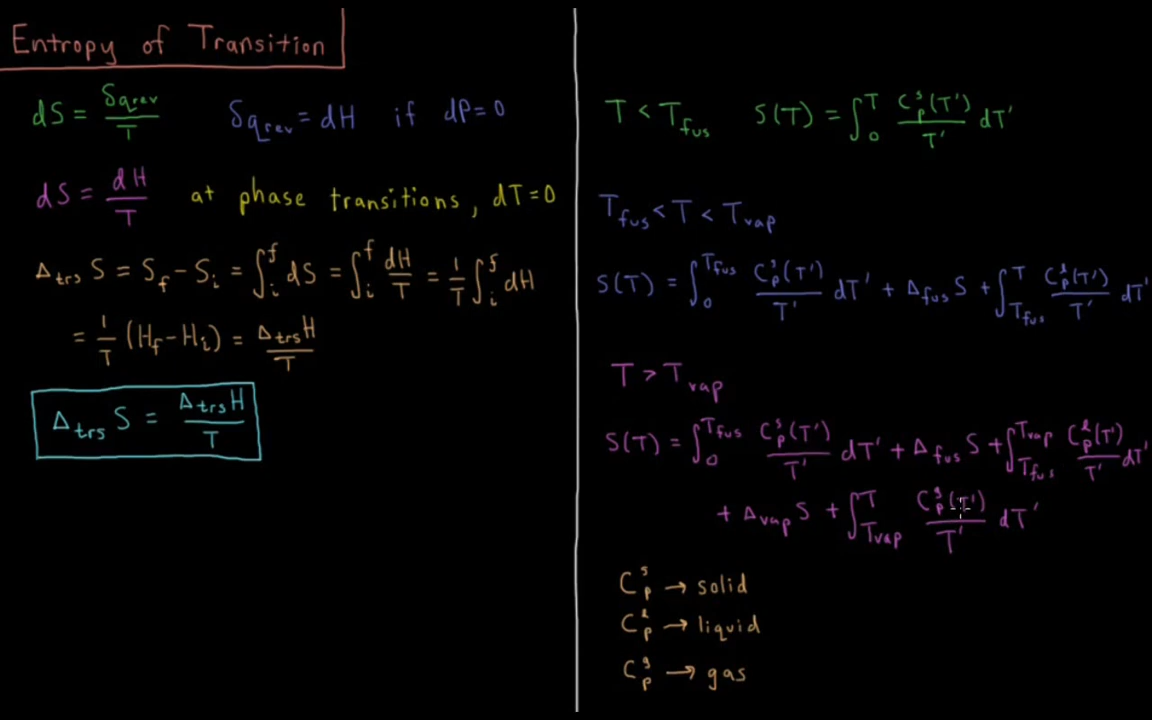 Entropy of Transition
dS = δq_rev / T    δq_rev = dH if dP = 0
dS = dH / T    at phase transitions, dT = 0
Δ_trs S = S_f − S_i = ∫_i^f dS = ∫_i^f dH/T = 1/T ∫_i^f dH
= 1/T (H_f − H_i) = Δ_trs H / T
Δ_trs S = Δ_trs H / T
T < T_fus    S(T) = ∫_0^T C_p^s(T′)/T′ dT′
T_fus < T < T_vap
S(T) = ∫_0^T_fus C_p^s(T′)/T′ dT′ + Δ_fus S + ∫_T_fus^T C_p^l(T′)/T′ dT′
T > T_vap
S(T) = ∫_0^T_fus C_p^s(T′)/T′ dT′ + Δ_fus S + ∫_T_fus^T_vap C_p^l(T′)/T′ dT′
+ Δ_vap S + ∫_T_vap^T C_p^g(T′)/T′ dT′
C_p^s → solid
C_p^l → liquid
C_p^g → gas